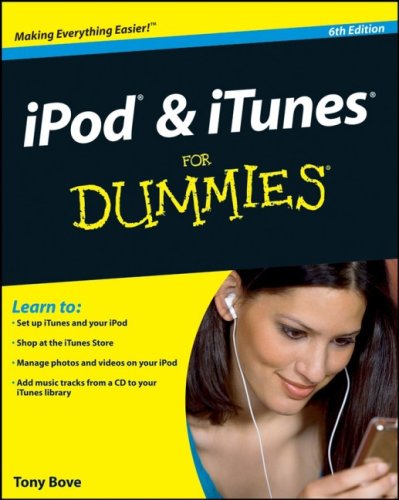 Making Everything Easier!™
6th Edition
iPod® & iTunes®
FOR
DUMMIES®
Learn to:
• Set up iTunes and your iPod
• Shop at the iTunes Store
• Manage photos and videos on your iPod
• Add music tracks from a CD to your
iTunes library
Tony Bove